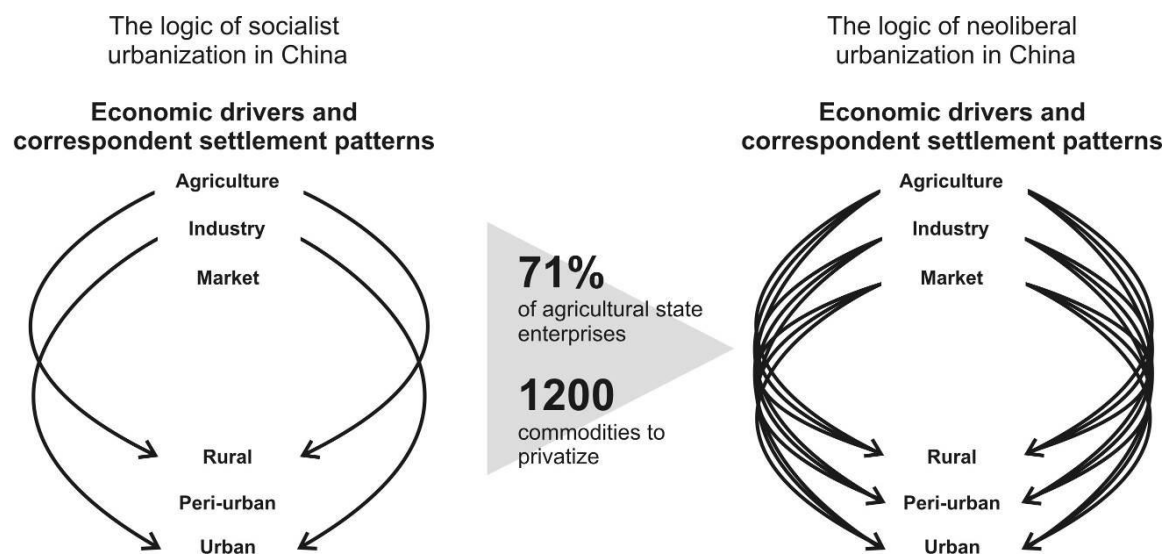 The logic of socialist
urbanization in China
Economic drivers and
correspondent settlement patterns
Agriculture
Industry
Market
Rural
Peri-urban
Urban
71%
of agricultural state
enterprises
1200
commodities to
privatize
The logic of neoliberal
urbanization in China
Economic drivers and
correspondent settlement patterns
Agriculture
Industry
Market
Rural
Peri-urban
Urban